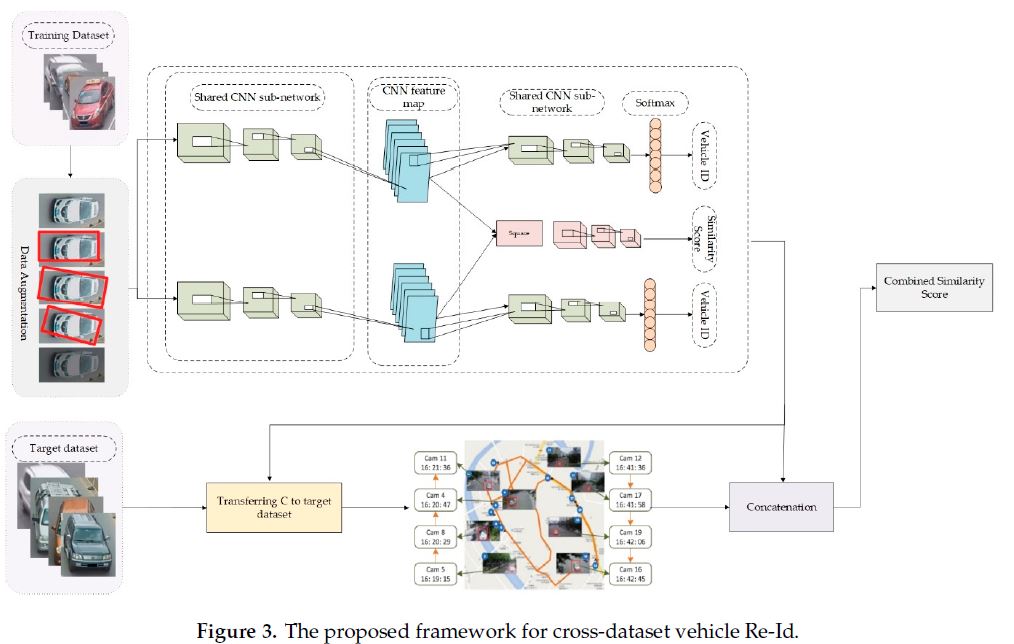 Training Dataset
Data Augmentation
Shared CNN sub-network
CNN feature
map
Shared CNN sub-
network
Softmax
Vehicle ID
Square
Similarity
Score
Vehicle ID
Combined Similarity
Score
Target dataset
Transferring C to target
dataset
Cam 11
16: 21: 36
Cam 4
16: 20: 47
Cam 8
16: 20: 29
Cam 5
16: 19: 15
Cam 12
16: 41: 36
Cam 17
16: 41: 58
Cam 19
16: 42: 06
Cam 16
16: 42: 45
Concatenation
Figure 3. The proposed framework for cross-dataset vehicle Re-Id.